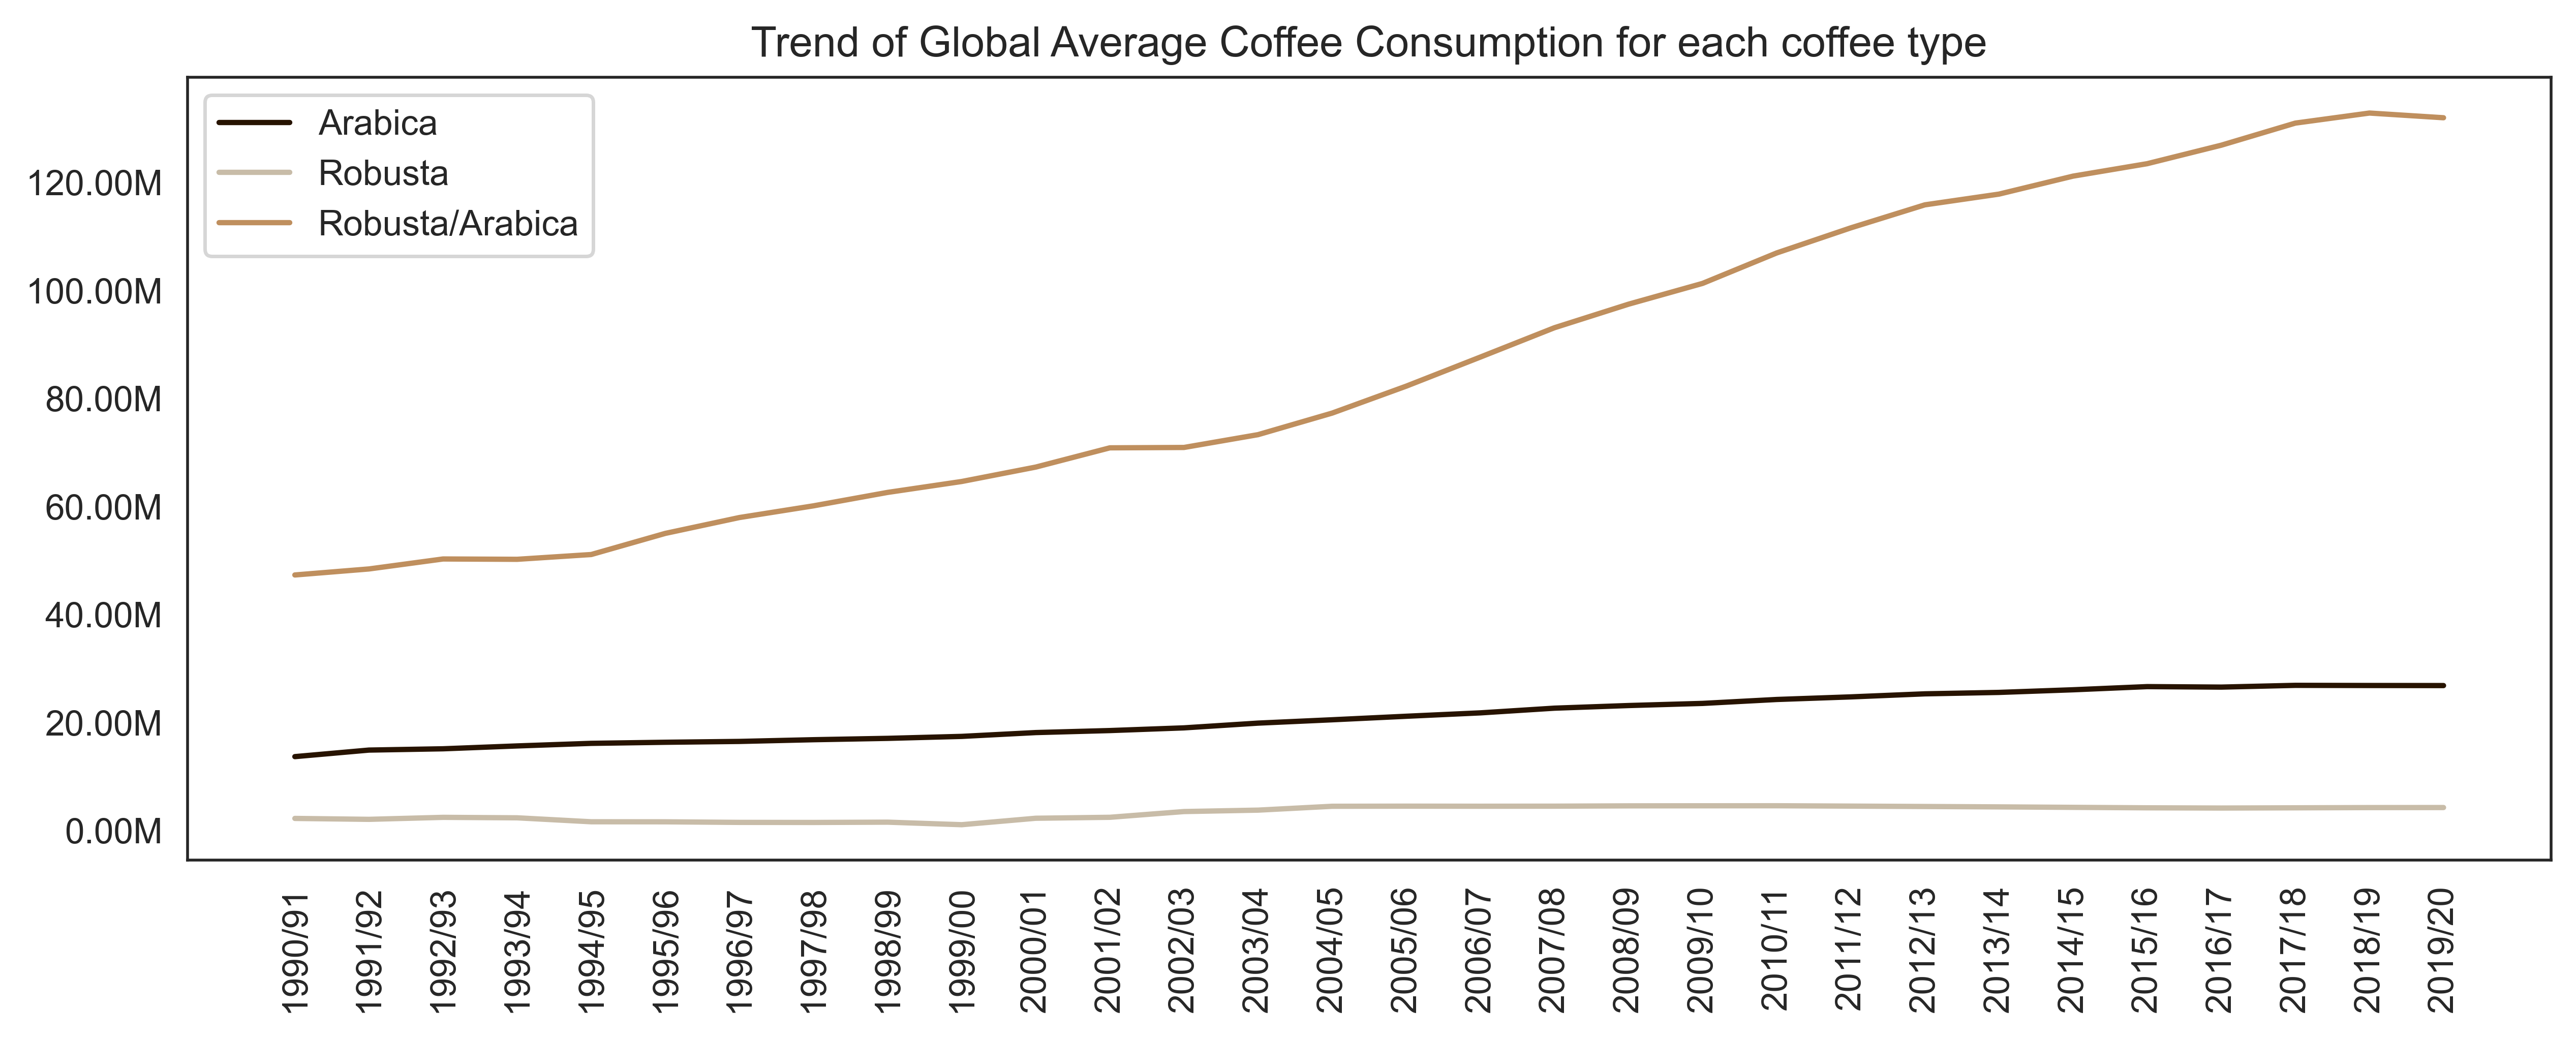 Trend of Global Average Coffee Consumption for each coffee type
Arabica
Robusta
Robusta/Arabica
120.00M
100.00M
80.00M
60.00M
40.00M
20.00M
0.00M
1990/91
1991/92
1992/93
1993/94
1994/95
1995/96
1996/97
1997/98
1998/99
1999/00
2000/01
2001/02
2002/03
2003/04
2004/05
2005/06
2006/07
2007/08
2008/09
2009/10
2010/11
2011/12
2012/13
2013/14
2014/15
2015/16
2016/17
2017/18
2018/19
2019/20